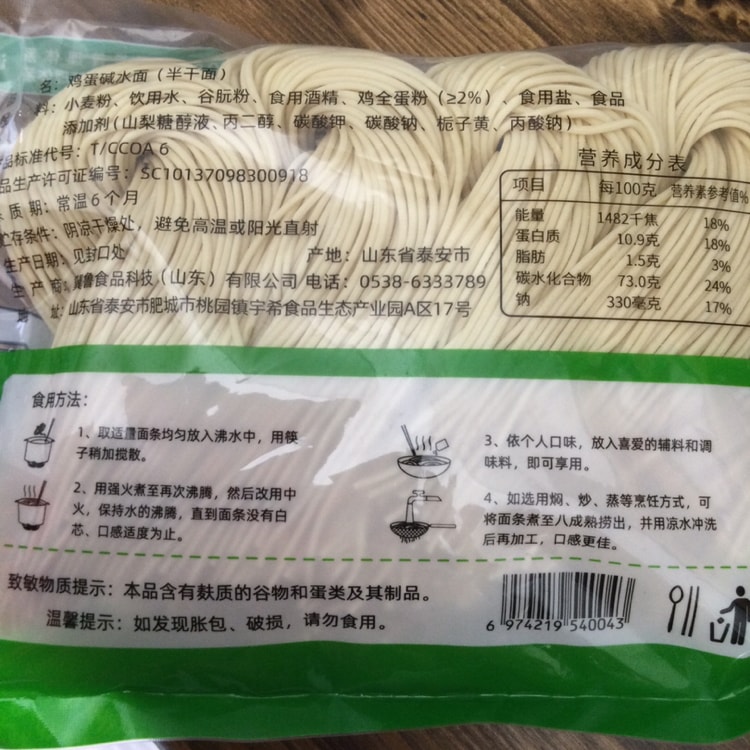 名：鸡蛋碱水面（半干面）
料：小麦粉、饮用水、谷朊粉、食用酒精、鸡全蛋粉（≥2%）、食用盐、食品
添加剂（山梨糖醇液、丙二醇、碳酸钾、碳酸钠、栀子黄、丙酸钠）
品标准代号：T/GCOA 6
品生产许可证编号：SC10137098300918
质 期：常温6个月
贮存条件：阴凉干燥处，避免高温或阳光直射
生产日期：见封口处
产地：山东省泰安市
生 产 商：冀鲁食品科技（山东）有限公司 电话：0538-6333789
址：山东省泰安市肥城市桃园镇宇希食品生态产业园A区17号
营养成分表
项目 每100克 营养素参考值%
能量 1482千焦 18%
蛋白质 10.9克 18%
脂肪 1.5克 3%
碳水化合物 73.0克 24%
钠 330毫克 17%
食用方法：
1、取适量面条均匀放入沸水中，用筷
子稍加搅散。
2、用强火煮至再次沸腾，然后改用中
火，保持水的沸腾，直到面条没有白
芯、口感适度为止。
3、依个人口味，放入喜爱的辅料和调
味料，即可享用。
4、如选用焖、炒、蒸等烹饪方式，可
将面条煮至八成熟捞出，并用凉水冲洗
后再加工，口感更佳。
致敏物质提示：本品含有麸质的谷物和蛋类及其制品。
温馨提示：如发现胀包、破损，请勿食用。
6 974219 540043